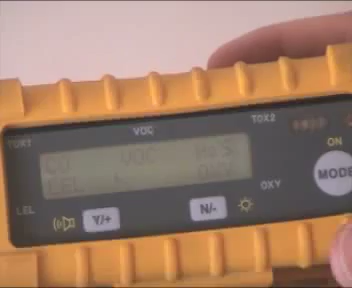 TOX1 VOC TOX2
CO VOC H2S
LEL OXY
ON
MODE
LEL OXY
Y/+ N/-